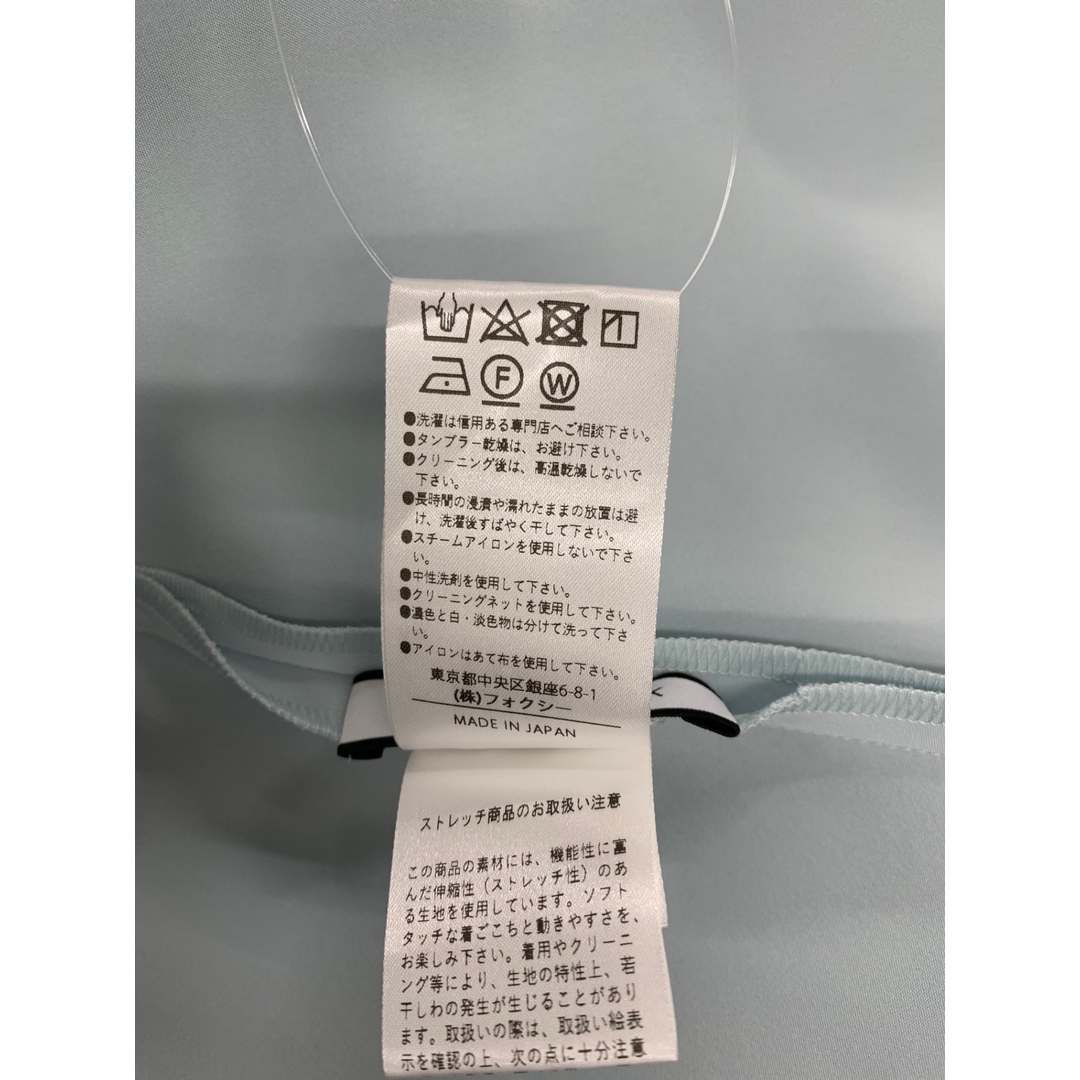 F W
●洗濯は信用ある専門店へご相談下さい。
●タンブラー乾燥は、お避け下さい。
●クリーニング後は、高温乾燥しないで
下さい。
●長時間の浸漬や濡れたままの放置は避
け、洗濯後すばやく干して下さい。
●スチームアイロンを使用しないで下さ
い。
●中性洗剤を使用して下さい。
●クリーニングネットを使用して下さい。
●濃色と白・淡色物は分けて洗って下さ
い。
●アイロンはあて布を使用して下さい。
東京都中央区銀座6-8-1
(株)フォクシー
MADE IN JAPAN
ストレッチ商品のお取扱い注意
この商品の素材には、機能性に富
んだ伸縮性（ストレッチ性）のあ
る生地を使用しています。ソフト
タッチな着ごこちと動きやすさを、
お楽しみ下さい。着用やクリーニ
ング等により、生地の特性上、若
干しわの発生が生じることがあり
ます。取扱いの際は、取扱い絵表
示を確認の上、次の点に十分注意